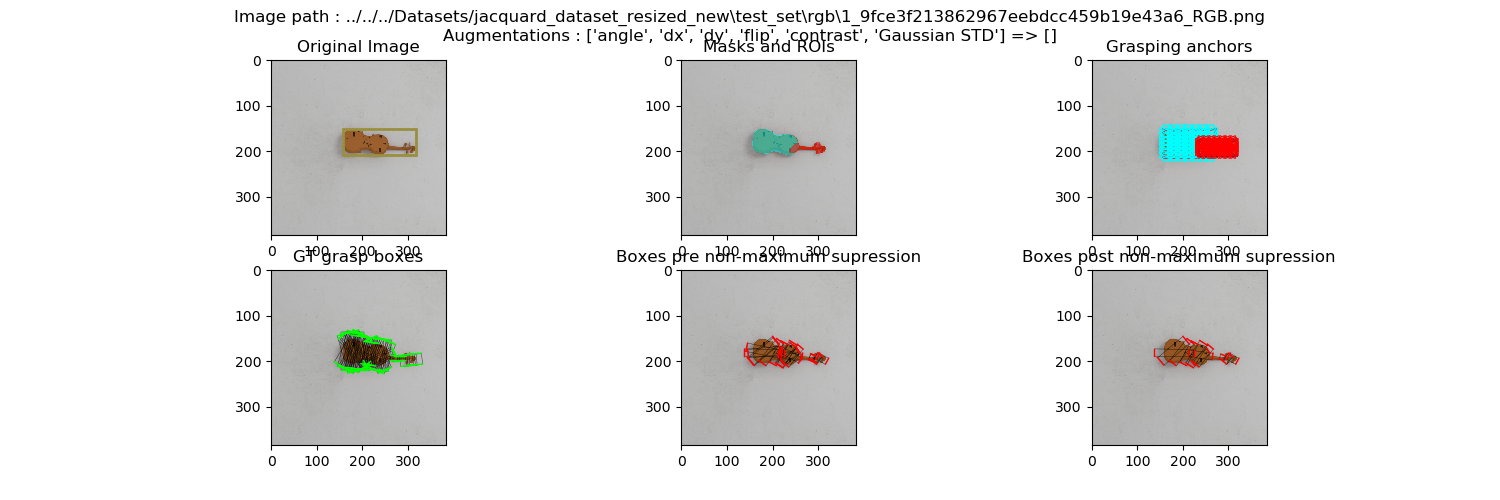 Image path : ../../../Datasets/jacquard_dataset_resized_new\test_set\rgb\1_9fce3f213862967eebdcc459b19e43a6_RGB.png
Augmentations : ['angle', 'dx', 'dy', 'flip', 'contrast', 'Gaussian STD'] => []
Original Image Masks and ROIs Grasping anchors
0 0 0
100 100 100
200 200 200
300 300 300
0 100 200 300 0 100 200 300 0 100 200 300
GT grasp boxes Boxes pre non-maximum supression Boxes post non-maximum supression
0 0 0
100 100 100
200 200 200
300 300 300
0 100 200 300 0 100 200 300 0 100 200 300